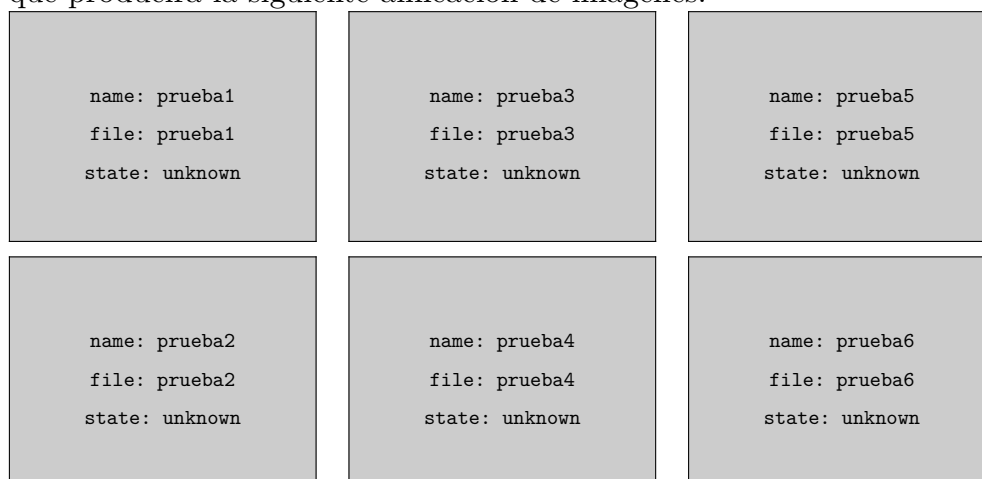 que producirá la siguiente unificación de imágenes:
name: prueba1
file: prueba1
state: unknown
name: prueba3
file: prueba3
state: unknown
name: prueba5
file: prueba5
state: unknown
name: prueba2
file: prueba2
state: unknown
name: prueba4
file: prueba4
state: unknown
name: prueba6
file: prueba6
state: unknown